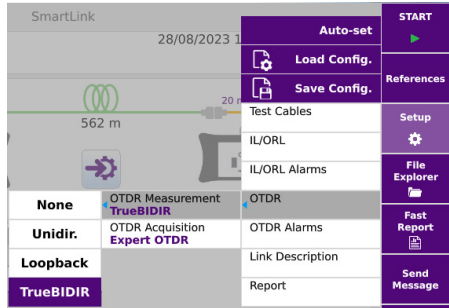 SmartLink
28/08/2023 1
562 m
20 n
Auto-set
Load Config.
Save Config.
Test Cables
IL/ORL
IL/ORL Alarms
OTDR
OTDR Alarms
Link Description
Report
OTDR Measurement
TrueBIDIR
OTDR Acquisition
Expert OTDR
None
Unidir.
Loopback
TrueBIDIR
START
References
Setup
File
Explorer
Fast
Report
Send
Message